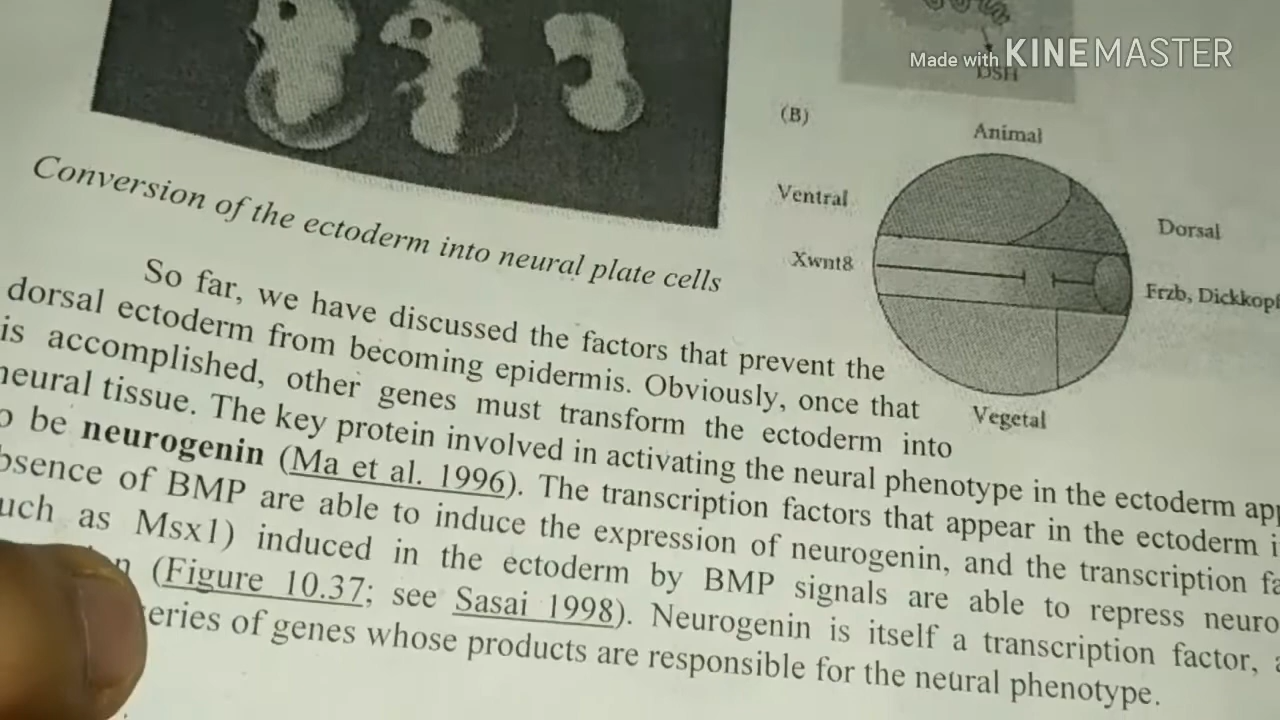 Made with KINEMASTER
DSH
(B)
Animal
Ventral
Dorsal
Xwnt8
Frzb, Dickkopf
Vegetal
Conversion of the ectoderm into neural plate cells
So far, we have discussed the factors that prevent the
dorsal ectoderm from becoming epidermis. Obviously, once that
is accomplished, other genes must transform the ectoderm into
neural tissue. The key protein involved in activating the neural phenotype in the ectoderm
be neurogenin (Ma et al. 1996). The transcription factors that appear in the ectoderm
of BMP are able to induce the expression of neurogenin, and the transcription
as Msx1) induced in the ectoderm by BMP signals are able to repress
(Figure 10.37; see Sasai 1998). Neurogenin is itself a transcription factor,
of genes whose products are responsible for the neural phenotype.